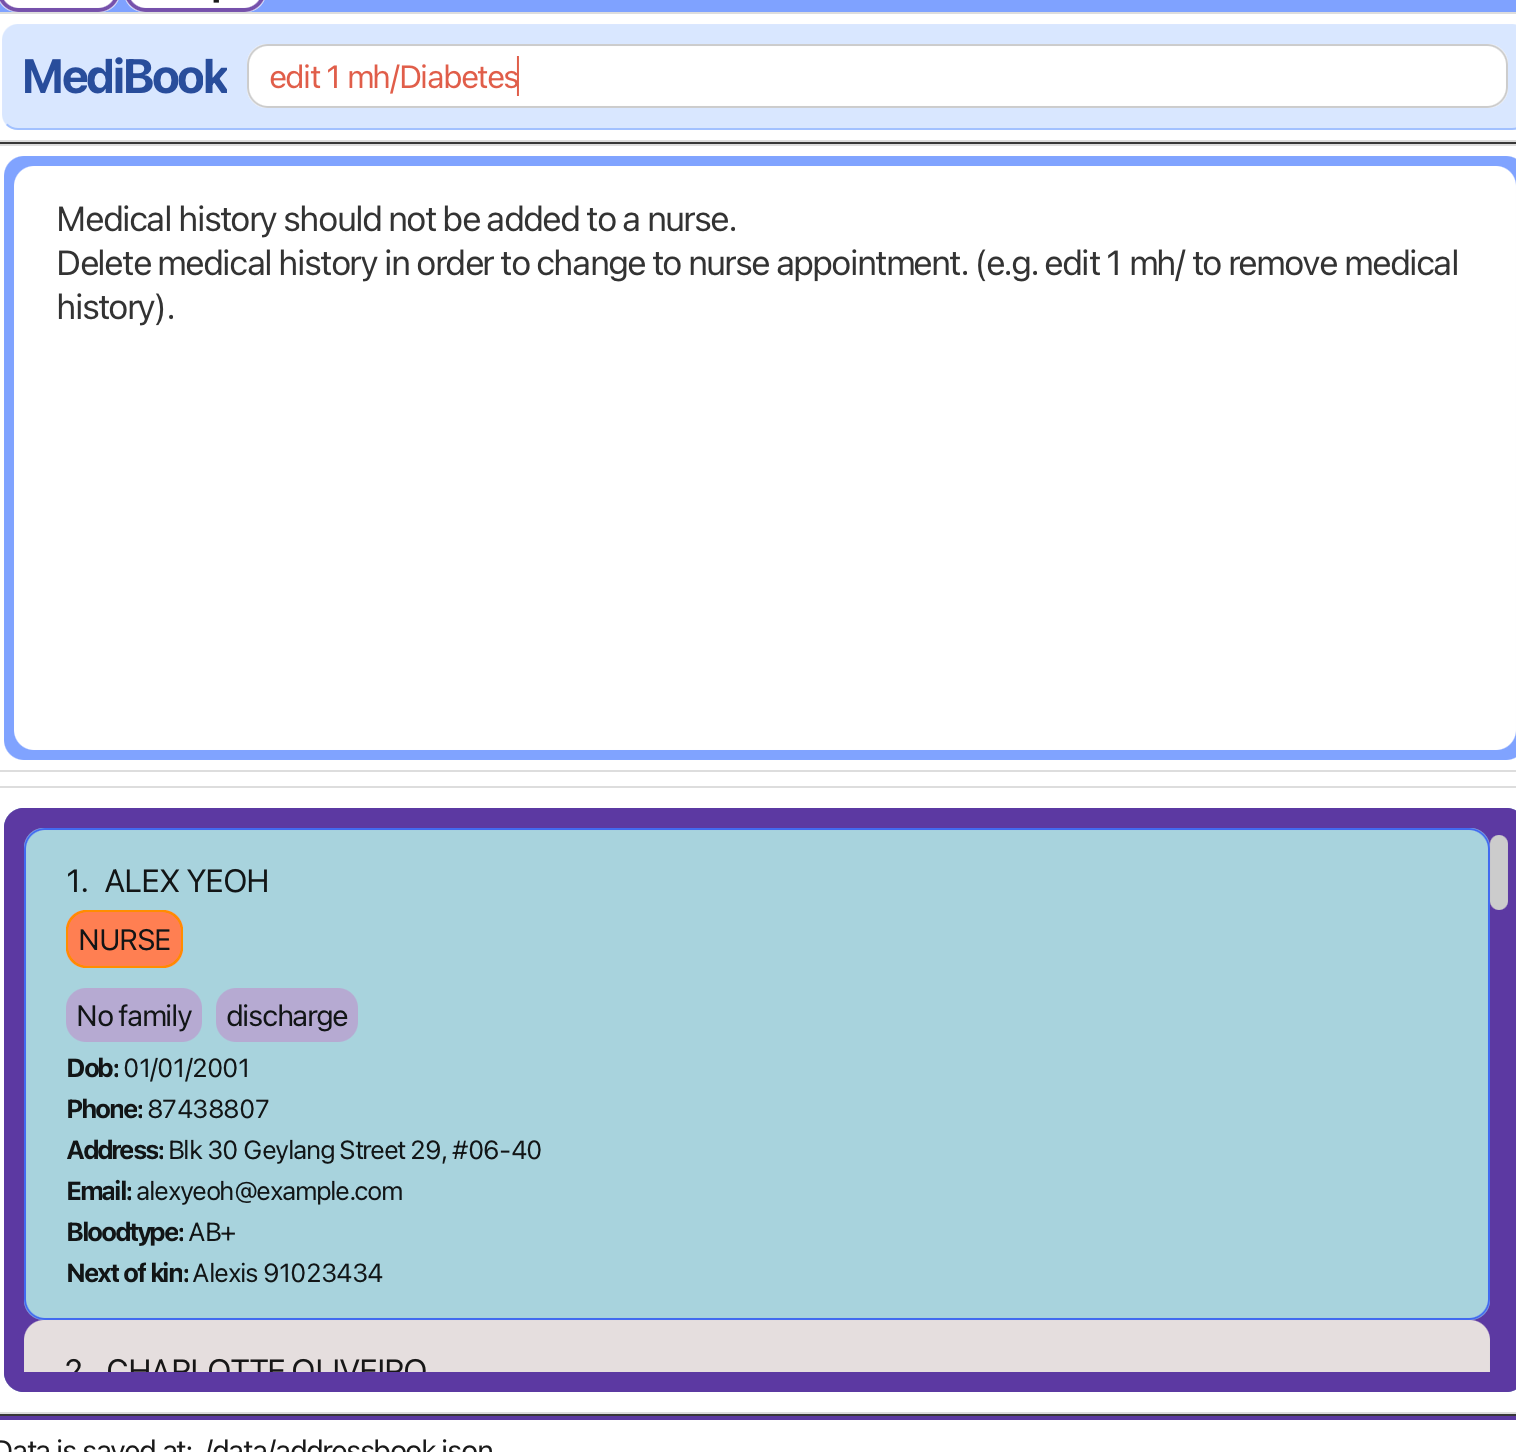 MediBook
edit 1 mh/Diabetes
Medical history should not be added to a nurse.
Delete medical history in order to change to nurse appointment. (e.g. edit 1 mh/ to remove medical
history).
1. ALEX YEOH
NURSE
No family discharge
Dob: 01/01/2001
Phone: 87438807
Address: Blk 30 Geylang Street 29, #06-40
Email: alexyeoh@example.com
Bloodtype: AB+
Next of kin: Alexis 91023434
2. CHARLOTTE OLIVEIRO
Data is saved at: ./data/addressbook.json